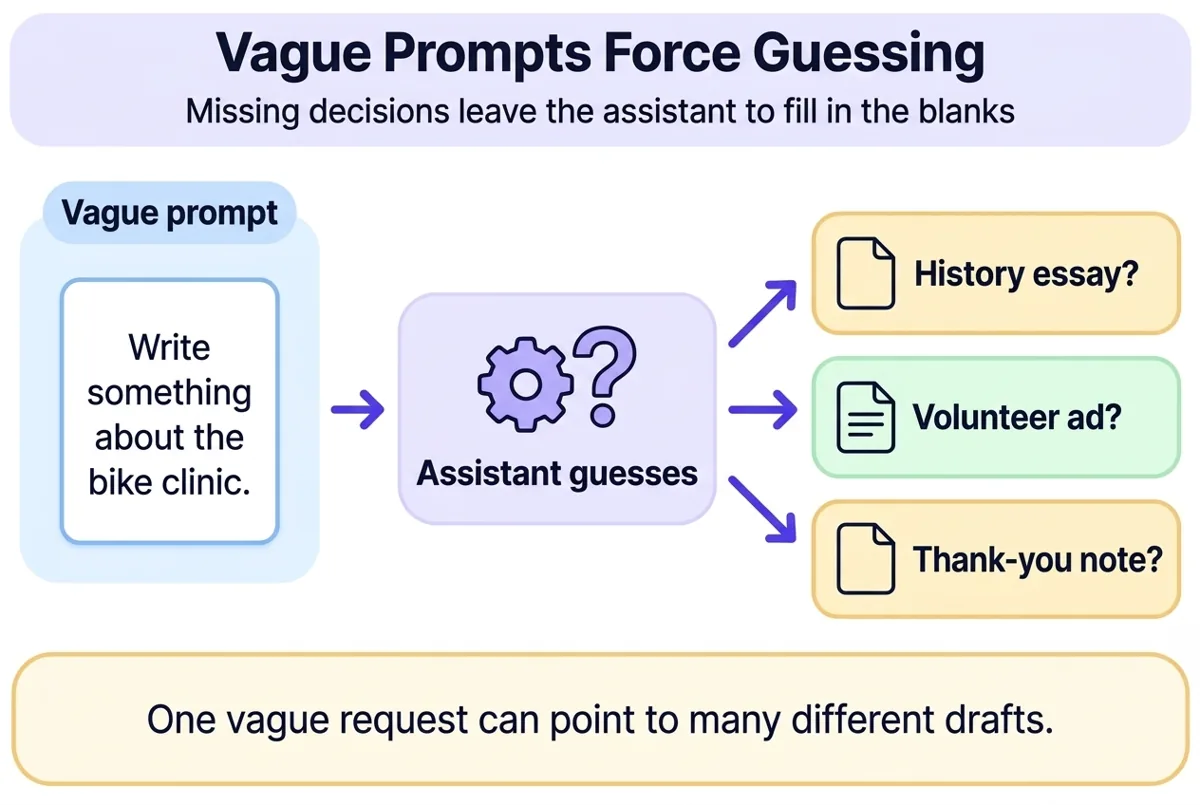 Vague Prompts Force Guessing
Missing decisions leave the assistant to fill in the blanks
Vague prompt
Write
something
about the
bike clinic.
Assistant guesses
History essay?
Volunteer ad?
Thank-you note?
One vague request can point to many different drafts.